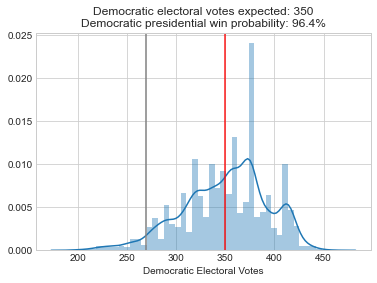 Democratic electoral votes expected: 350
Democratic presidential win probability: 96.4%
0.025
0.020
0.015
0.010
0.005
0.000
200 250 300 350 400 450
Democratic Electoral Votes